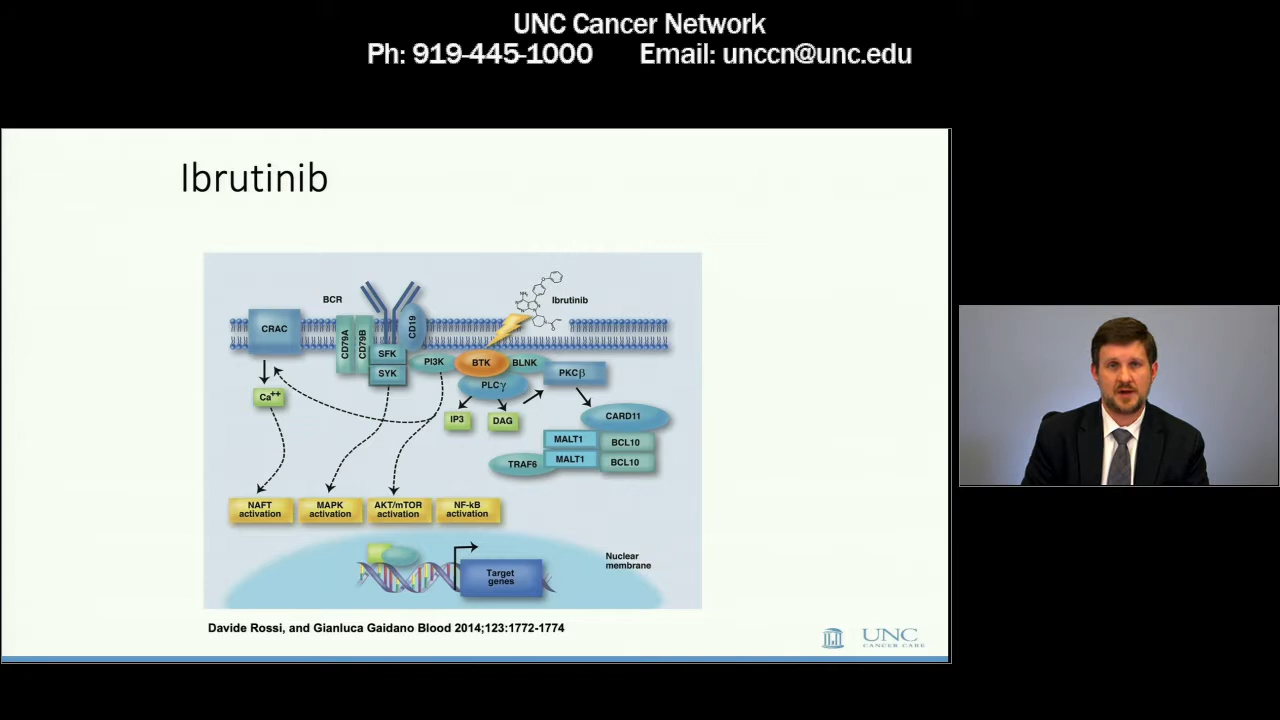 UNC Cancer Network
Ph: 919-445-1000 Email: unccn@unc.edu
Ibrutinib
BCR
Ibrutinib
CRAC
CD79A
CD79B
CD19
SFK
SYK
PI3K
BTK
BLNK
PLCγ
PKCβ
Ca++
IP3
DAG
CARD11
MALT1
BCL10
MALT1
BCL10
TRAF6
NAFT
activation
MAPK
activation
AKT/mTOR
activation
NF-kB
activation
Target
genes
Nuclear
membrane
NH₂
O
N
Davide Rossi, and Gianluca Gaidano Blood 2014;123:1772-1774
UNC
CANCER CARE